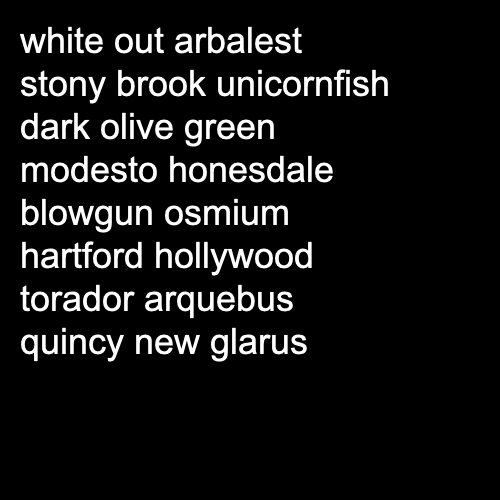 white out arbalest
stony brook unicornfish
dark olive green
modesto honesdale
blowgun osmium
hartford hollywood
torador arquebus
quincy new glarus